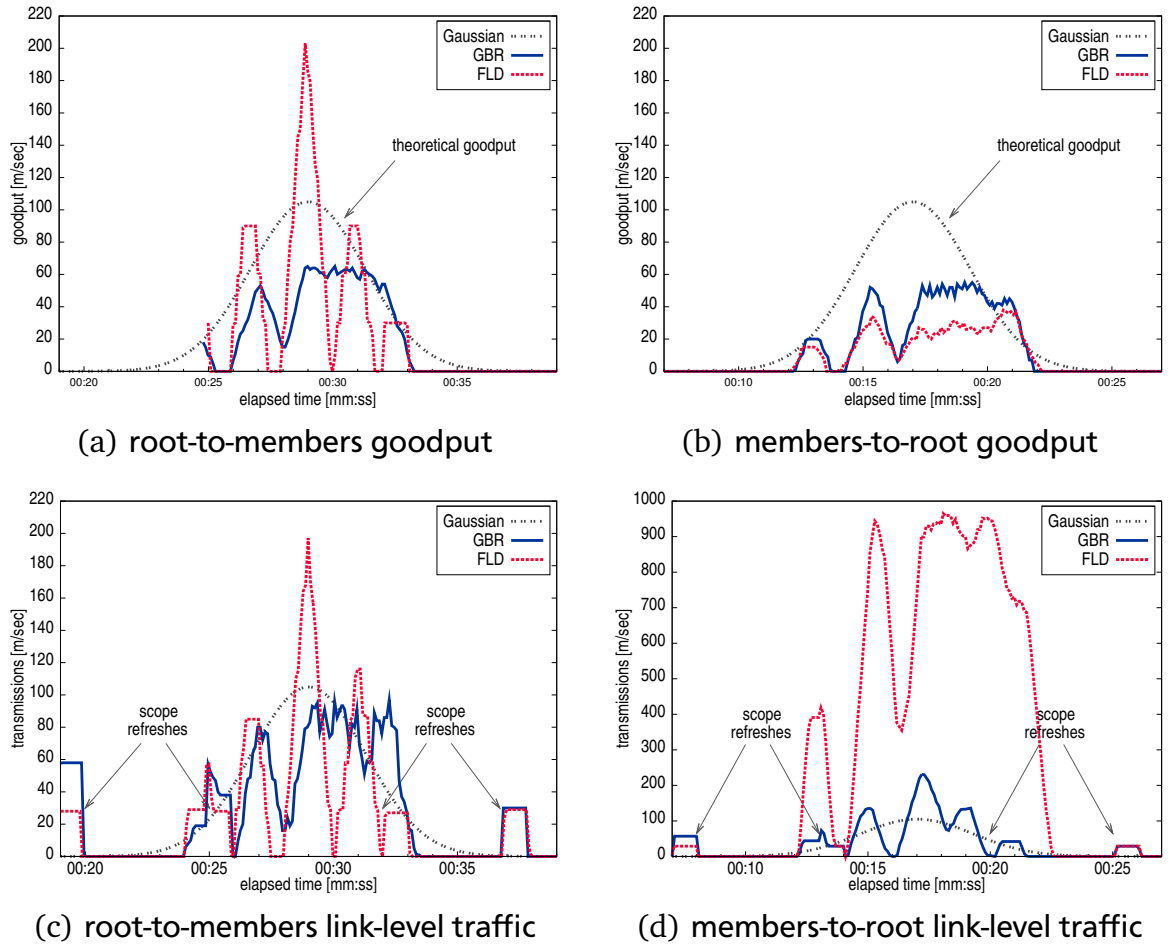 220
200
180
160
140
120
100
80
60
40
20
0
goodput [m/sec]
Gaussian
GBR
FLD
theoretical goodput
00:20
00:25
00:30
00:35
elapsed time [mm:ss]
(a) root-to-members goodput
220
200
180
160
140
120
100
80
60
40
20
0
goodput [m/sec]
Gaussian
GBR
FLD
theoretical goodput
00:10
00:15
00:20
00:25
elapsed time [mm:ss]
(b) members-to-root goodput
220
200
180
160
140
120
100
80
60
40
20
0
transmissions [m/sec]
Gaussian
GBR
FLD
scope
refreshes
scope
refreshes
00:20
00:25
00:30
00:35
elapsed time [mm:ss]
(c) root-to-members link-level traffic
1000
900
800
700
600
500
400
300
200
100
0
transmissions [m/sec]
Gaussian
GBR
FLD
scope
refreshes
scope
refreshes
00:10
00:15
00:20
00:25
elapsed time [mm:ss]
(d) members-to-root link-level traffic